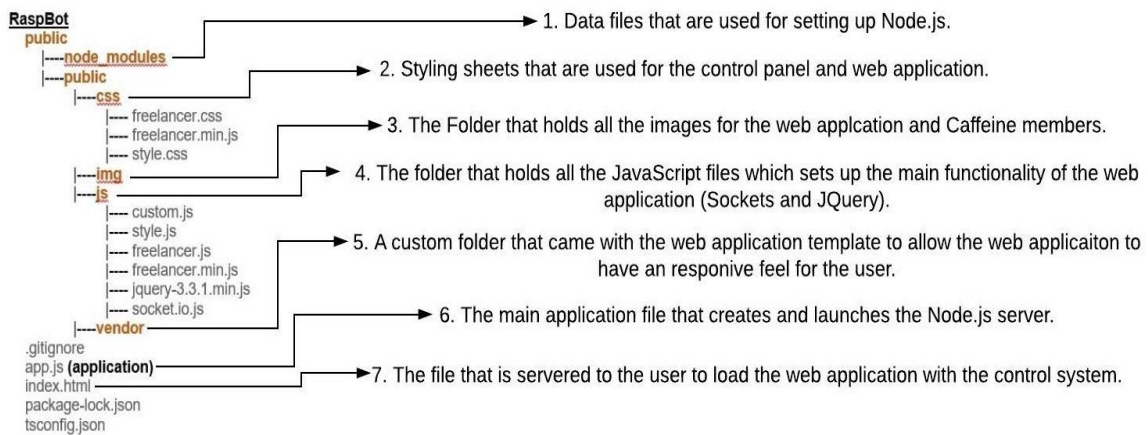 RaspBot
public
|----node_modules
|----public
|----css
|---- freelancer.css
|---- freelancer.min.js
|---- style.css
|----img
|----js
|---- custom.js
|---- style.js
|---- freelancer.js
|---- freelancer.min.js
|---- jquery-3.3.1.min.js
|---- socket.io.js
|----vendor
.gitignore
app.js (application)
index.html
package-lock.json
tsconfig.json
1. Data files that are used for setting up Node.js.
2. Styling sheets that are used for the control panel and web application.
3. The Folder that holds all the images for the web applcation and Caffeine members.
4. The folder that holds all the JavaScript files which sets up the main functionality of the web
application (Sockets and JQuery).
5. A custom folder that came with the web application template to allow the web applicaiton to
have an responive feel for the user.
6. The main application file that creates and launches the Node.js server.
7. The file that is servered to the user to load the web application with the control system.